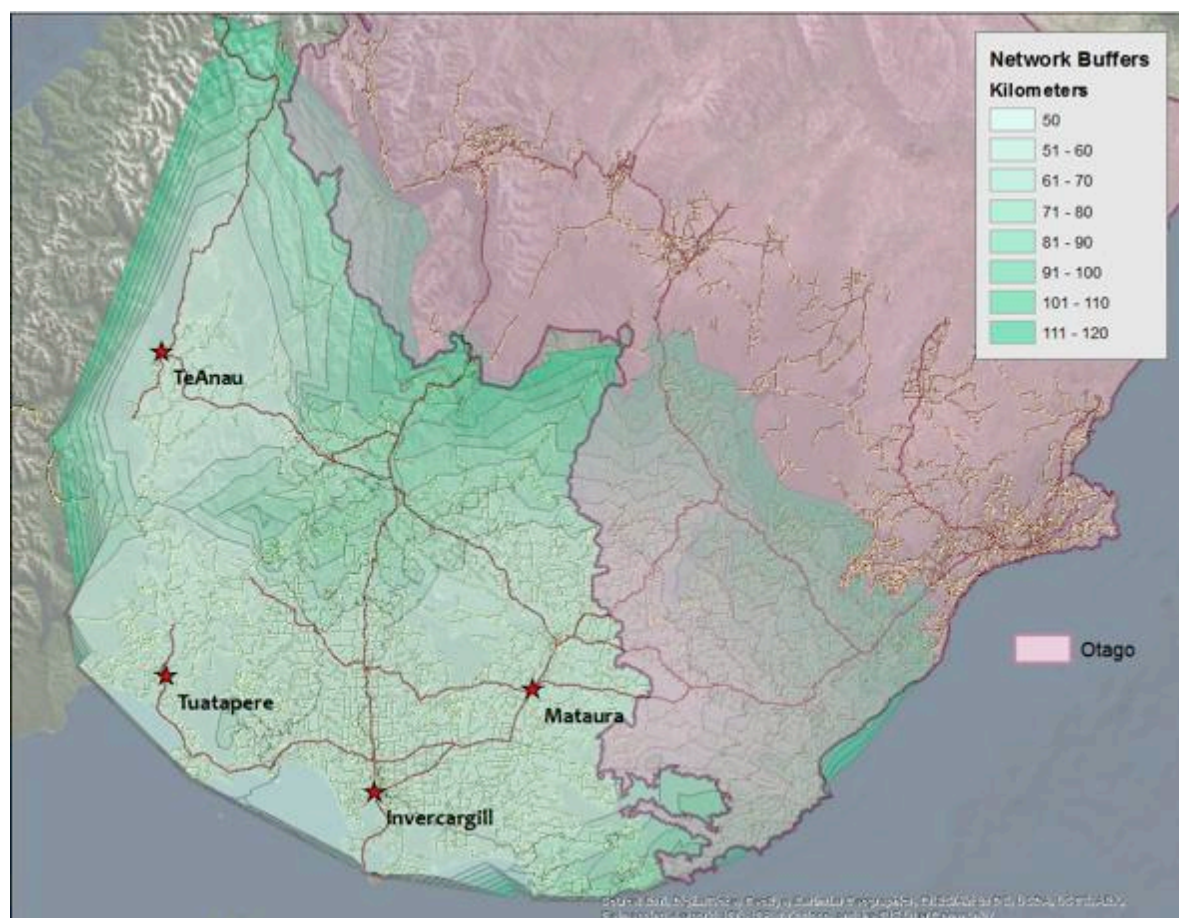 Network Buffers
Kilometers
50
51 - 60
61 - 70
71 - 80
81 - 90
91 - 100
101 - 110
111 - 120
TeAnau
Otago
Tuatapere
Mataura
Invercargill